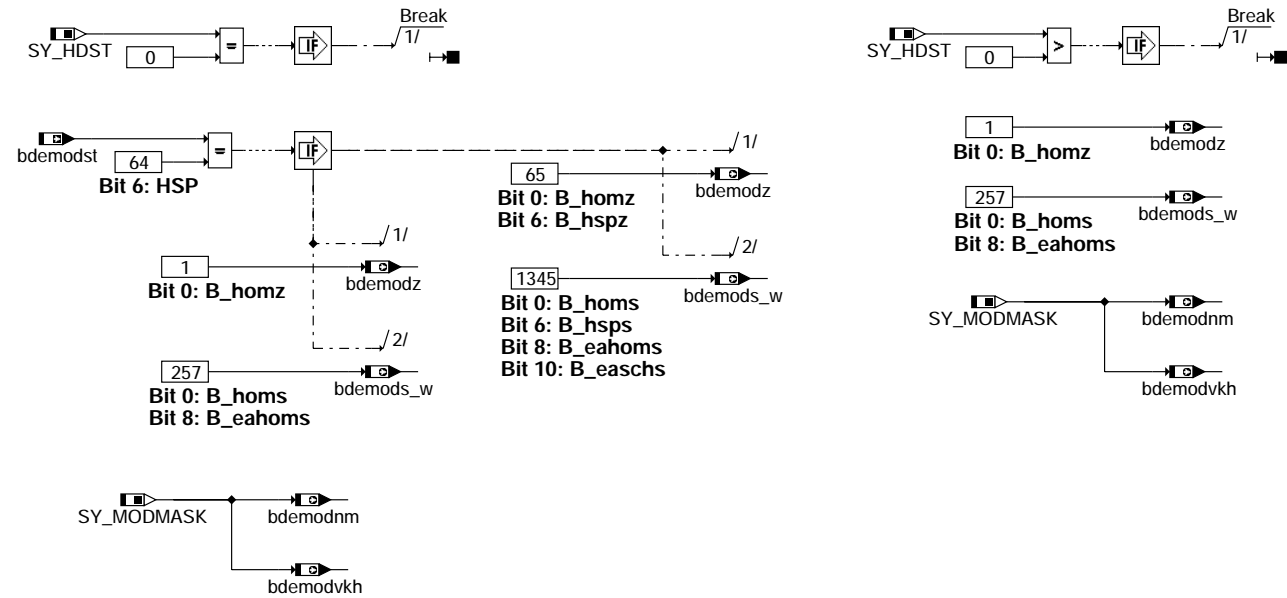 Break
1/
SY_HDST
=
IF
0
bdemodst
=
IF
64
Bit 6: HSP
1/
65
bdemodz
Bit 0: B_homz
Bit 6: B_hspz
1/
2/
1
bdemodz
Bit 0: B_homz
1345
bdemods_w
Bit 0: B_homs
Bit 6: B_hsps
Bit 8: B_eahoms
Bit 10: B_easchs
2/
257
bdemods_w
Bit 0: B_homs
Bit 8: B_eahoms
SY_MODMASK
bdemodnm
bdemodvkh
Break
1/
SY_HDST
>
IF
0
1
bdemodz
Bit 0: B_homz
257
bdemods_w
Bit 0: B_homs
Bit 8: B_eahoms
SY_MODMASK
bdemodnm
bdemodvkh